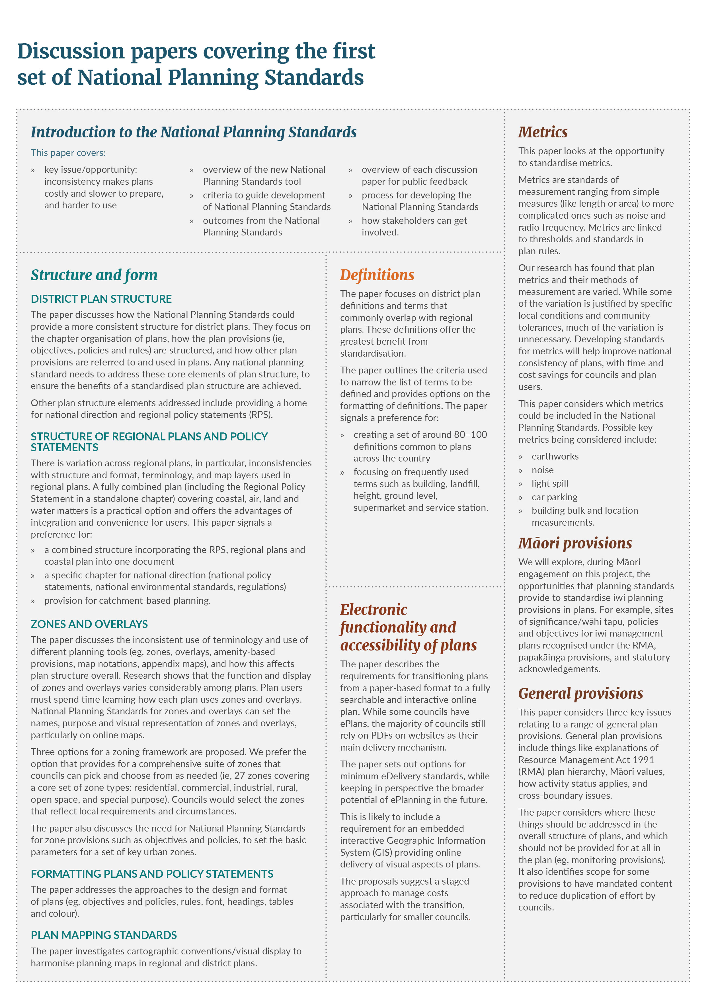 Discussion papers covering the first
set of National Planning Standards
Introduction to the National Planning Standards
This paper covers:
» key issue/opportunity:
inconsistency makes plans
costly and slower to prepare,
and harder to use
» overview of the new National
Planning Standards tool
» criteria to guide development
of National Planning Standards
» outcomes from the National
Planning Standards
» overview of each discussion
paper for public feedback
» process for developing the
National Planning Standards
» how stakeholders can get
involved.
Structure and form
DISTRICT PLAN STRUCTURE
The paper discusses how the National Planning Standards could
provide a more consistent structure for district plans. They focus on
the chapter organisation of plans, how the plan provisions (ie,
objectives, policies and rules) are structured, and how other plan
provisions are referred to and used in plans. Any national planning
standard needs to address these core elements of plan structure, to
ensure the benefits of a standardised plan structure are achieved.
Other plan structure elements addressed include providing a home
for national direction and regional policy statements (RPS).
STRUCTURE OF REGIONAL PLANS AND POLICY
STATEMENTS
There is variation across regional plans, in particular, inconsistencies
with structure and format, terminology, and map layers used in
regional plans. A fully combined plan (including the Regional Policy
Statement in a standalone chapter) covering coastal, air, land and
water matters is a practical option and offers the advantages of
integration and convenience for users. This paper signals a
preference for:
» a combined structure incorporating the RPS, regional plans and
coastal plan into one document
» a specific chapter for national direction (national policy
statements, national environmental standards, regulations)
» provision for catchment-based planning.
ZONES AND OVERLAYS
The paper discusses the inconsistent use of terminology and use of
different planning tools (eg, zones, overlays, amenity-based
provisions, map notations, appendix maps), and how this affects
plan structure overall. Research shows that the function and display
of zones and overlays varies considerably among plans. Plan users
must spend time learning how each plan uses zones and overlays.
National Planning Standards for zones and overlays can set the
names, purpose and visual representation of zones and overlays,
particularly on online maps.
Three options for a zoning framework are proposed. We prefer the
option that provides for a comprehensive suite of zones that
councils can pick and choose from as needed (ie, 27 zones covering
a core set of zone types: residential, commercial, industrial, rural,
open space, and special purpose). Councils would select the zones
that reflect local requirements and circumstances.
The paper also discusses the need for National Planning Standards
for zone provisions such as objectives and policies, to set the basic
parameters for a set of key urban zones.
FORMATTING PLANS AND POLICY STATEMENTS
The paper addresses the approaches to the design and format
of plans (eg, objectives and policies, rules, font, headings, tables
and colour).
PLAN MAPPING STANDARDS
The paper investigates cartographic conventions/visual display to
harmonise planning maps in regional and district plans.
Definitions
The paper focuses on district plan
definitions and terms that
commonly overlap with regional
plans. These definitions offer the
greatest benefit from
standardisation.
The paper outlines the criteria used
to narrow the list of terms to be
defined and provides options on the
formatting of definitions. The paper
signals a preference for:
» creating a set of around 80–100
definitions common to plans
across the country
» focusing on frequently used
terms such as building, landfill,
height, ground level,
supermarket and service station.
Electronic
functionality and
accessibility of plans
The paper describes the
requirements for transitioning plans
from a paper-based format to a fully
searchable and interactive online
plan. While some councils have
ePlans, the majority of councils still
rely on PDFs on websites as their
main delivery mechanism.
The paper sets out options for
minimum eDelivery standards, while
keeping in perspective the broader
potential of ePlanning in the future.
This is likely to include a
requirement for an embedded
interactive Geographic Information
System (GIS) providing online
delivery of visual aspects of plans.
The proposals suggest a staged
approach to manage costs
associated with the transition,
particularly for smaller councils.
Metrics
This paper looks at the opportunity
to standardise metrics.
Metrics are standards of
measurement ranging from simple
measures (like length or area) to more
complicated ones such as noise and
radio frequency. Metrics are linked
to thresholds and standards in
plan rules.
Our research has found that plan
metrics and their methods of
measurement are varied. While some
of the variation is justified by specific
local conditions and community
tolerances, much of the variation is
unnecessary. Developing standards
for metrics will help improve national
consistency of plans, with time and
cost savings for councils and plan
users.
This paper considers which metrics
could be included in the National
Planning Standards. Possible key
metrics being considered include:
» earthworks
» noise
» light spill
» car parking
» building bulk and location
measurements.
Māori provisions
We will explore, during Māori
engagement on this project, the
opportunities that planning standards
provide to standardise iwi planning
provisions in plans. For example, sites
of significance/wāhi tapu, policies
and objectives for iwi management
plans recognised under the RMA,
papakāinga provisions, and statutory
acknowledgements.
General provisions
This paper considers three key issues
relating to a range of general plan
provisions. General plan provisions
include things like explanations of
Resource Management Act 1991
(RMA) plan hierarchy, Māori values,
how activity status applies, and
cross-boundary issues.
The paper considers where these
things should be addressed in the
overall structure of plans, and which
should not be provided for at all in
the plan (eg, monitoring provisions).
It also identifies scope for some
provisions to have mandated content
to reduce duplication of effort by
councils.